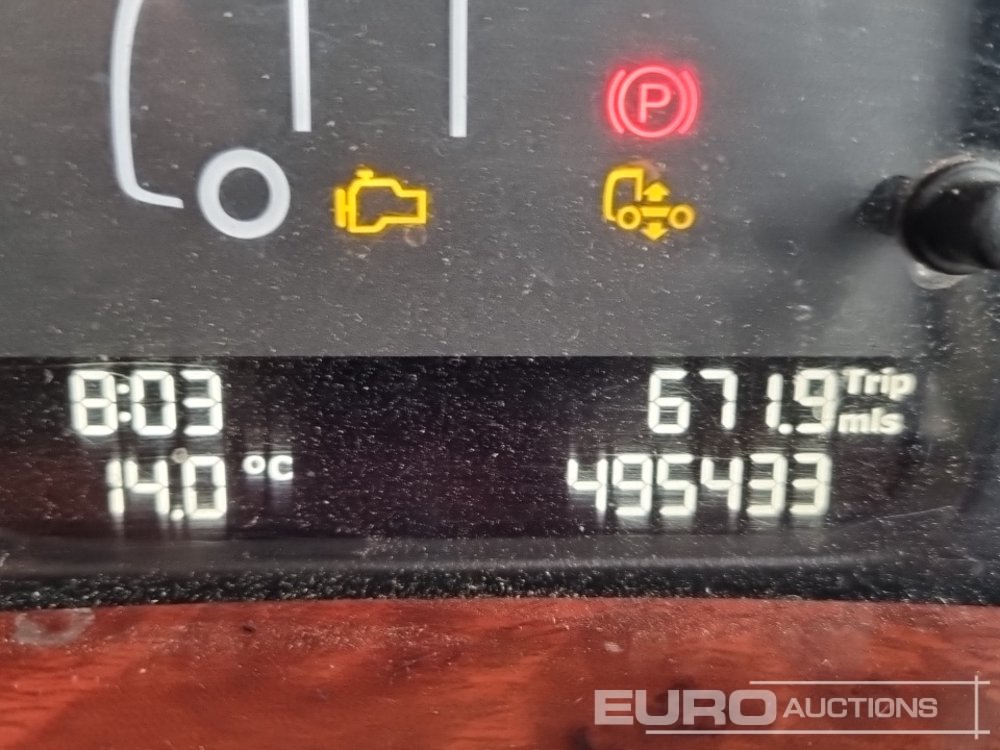 P
8:03 671.9 Trip mls
14.0 °C 495433
EURO AUCTIONS